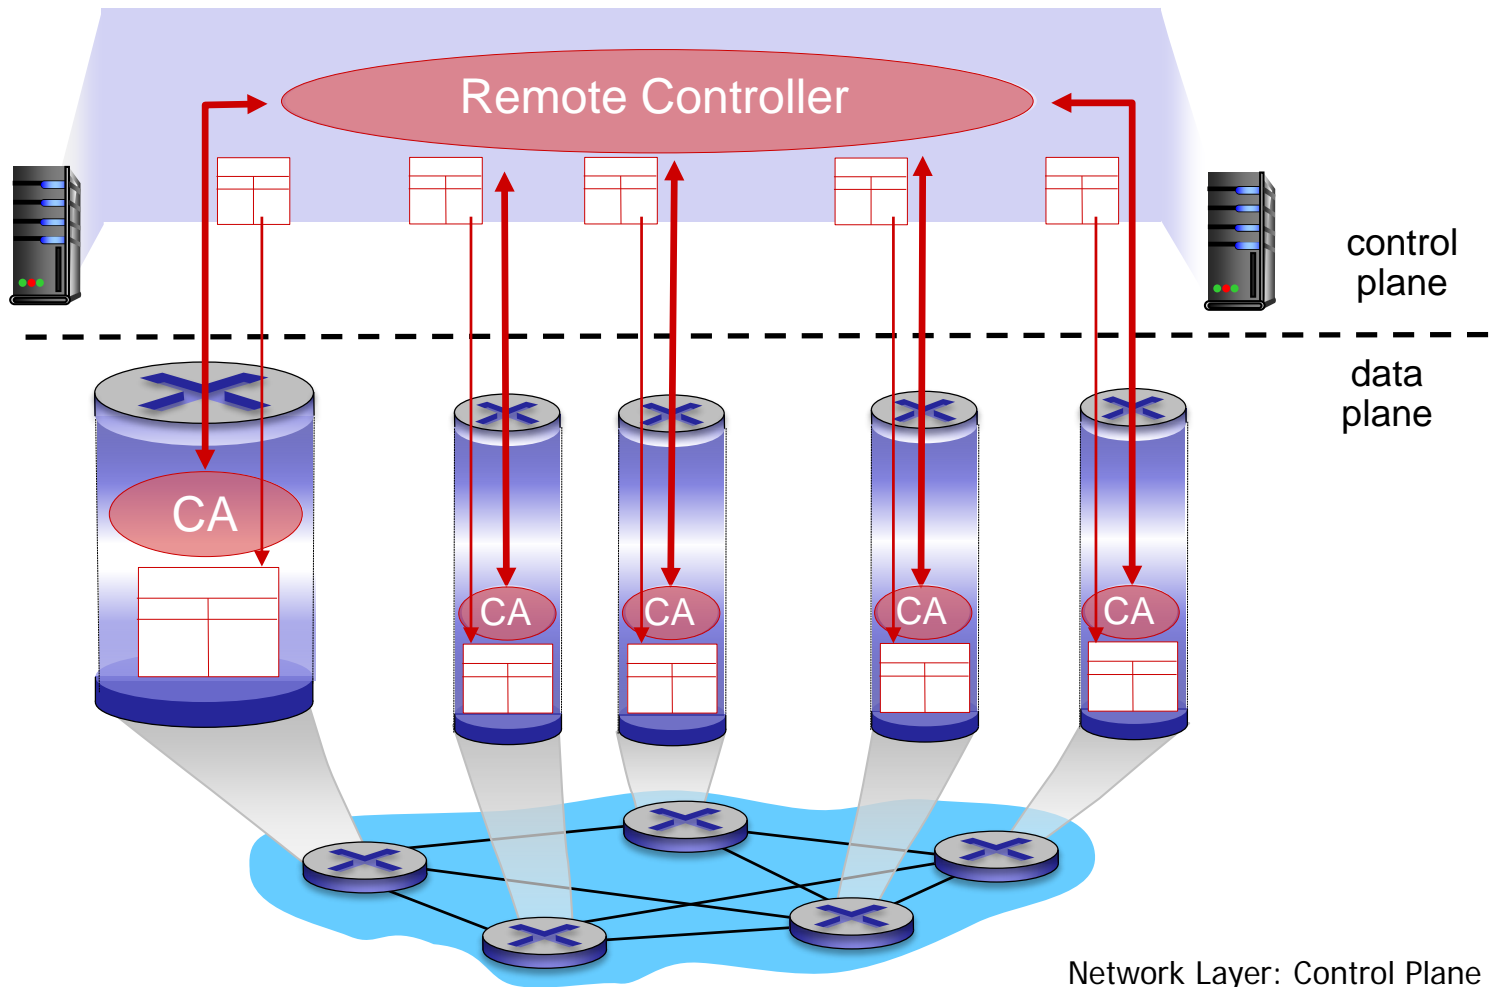 Remote Controller
control
plane
data
plane
CA
CA
CA
CA
CA
Network Layer: Control Plane